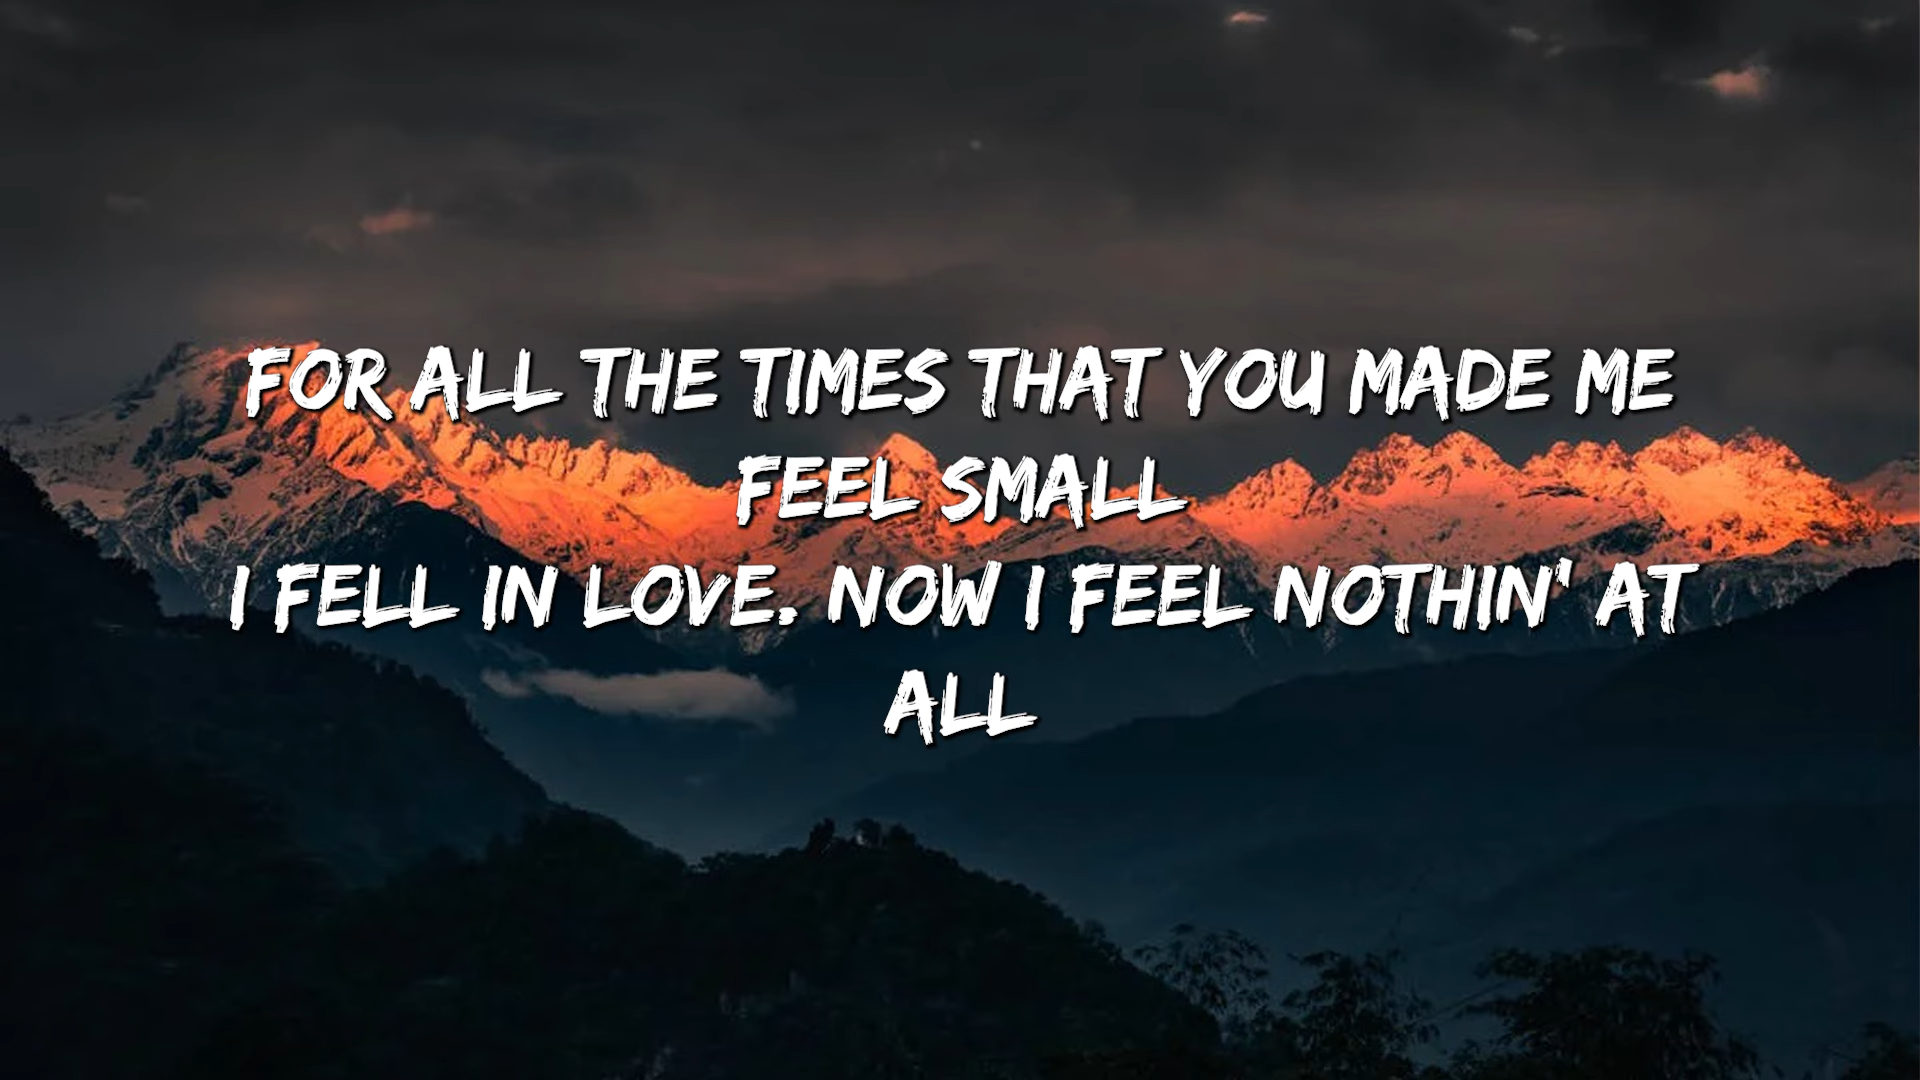 FOR ALL THE TIMES THAT YOU MADE ME
FEEL SMALL
I FELL IN LOVE. NOW I FEEL NOTHIN' AT
ALL